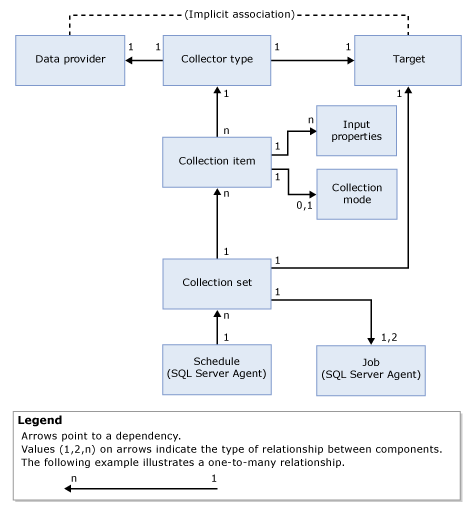 (Implicit association)
Data provider
1
1
Collector type
1
1
Target
1
1
n
Collection item
1
n
Input
properties
1
0,1
Collection
mode
n
1
Collection set
1
1
n
1
1,2
Schedule
(SQL Server Agent)
Job
(SQL Server Agent)
Legend
Arrows point to a dependency.
Values (1,2,n) on arrows indicate the type of relationship between components.
The following example illustrates a one-to-many relationship.
n
1